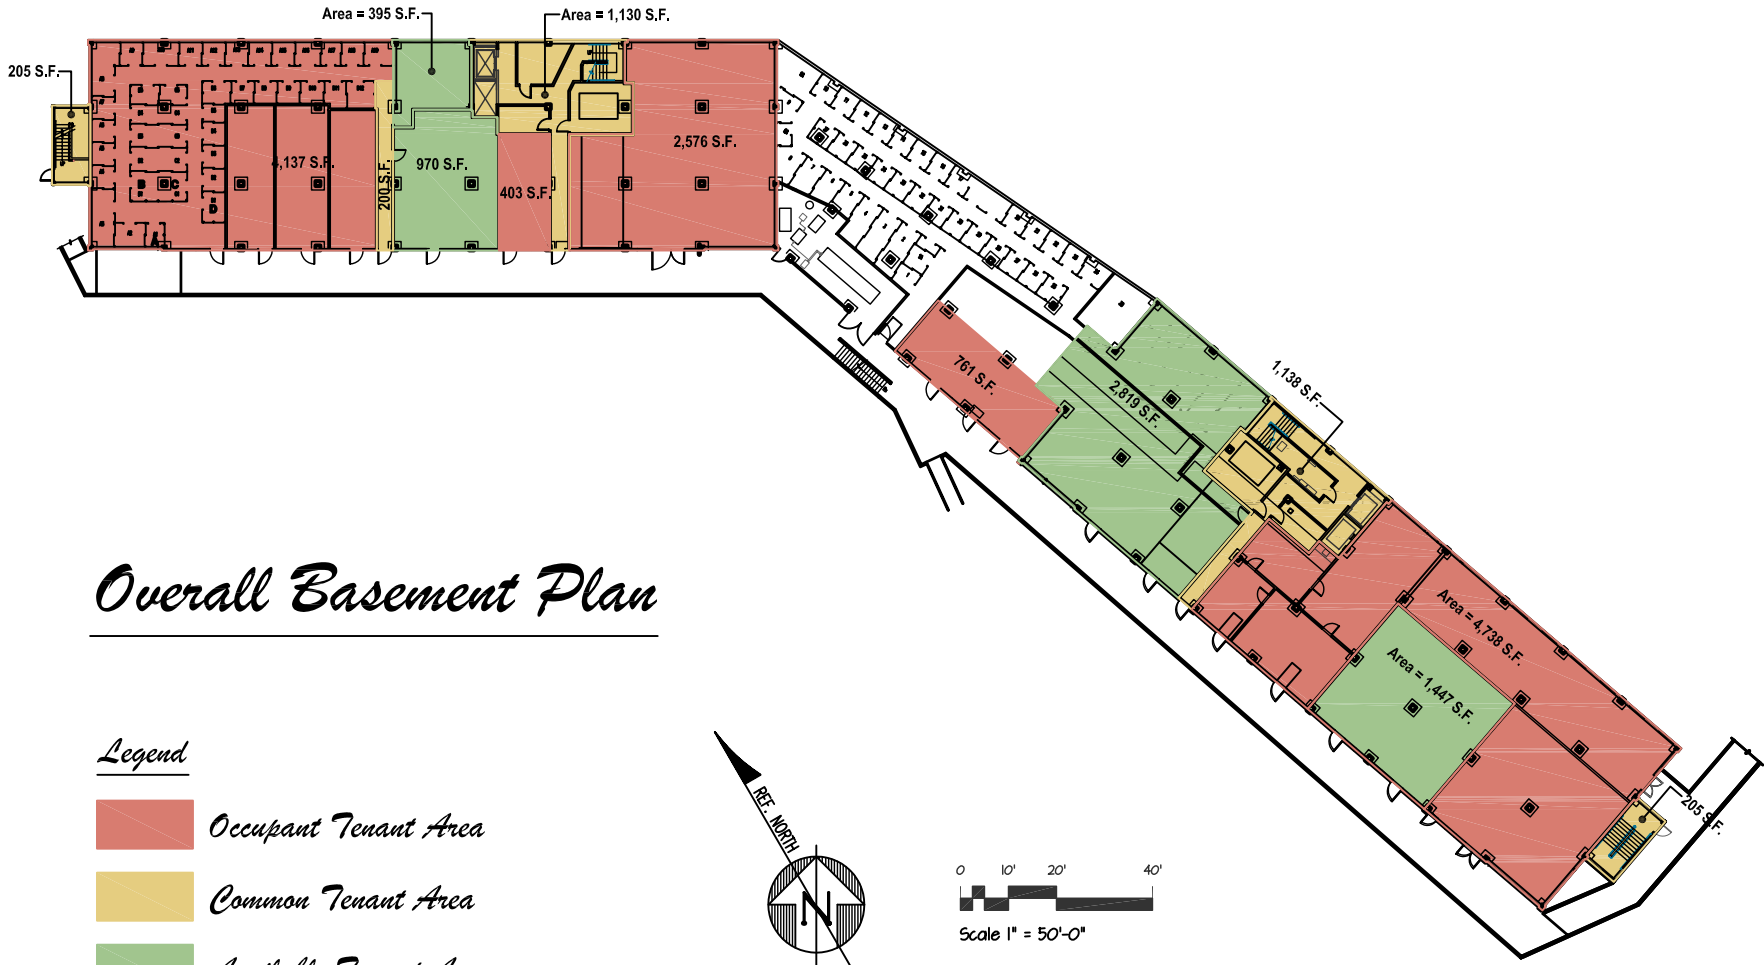 Area = 395 S.F.
Area = 1,130 S.F.
205 S.F.
4,137 S.F.
200 S.F.
970 S.F.
403 S.F.
2,576 S.F.
761 S.F.
2,819 S.F.
1,138 S.F.
Area = 4,738 S.F.
Area = 1,447 S.F.
205 S.F.
B C
D
A
Overall Basement Plan
Legend
Occupant Tenant Area
Common Tenant Area
REF. NORTH
N
0 10' 20' 40'
Scale 1" = 50'-0"